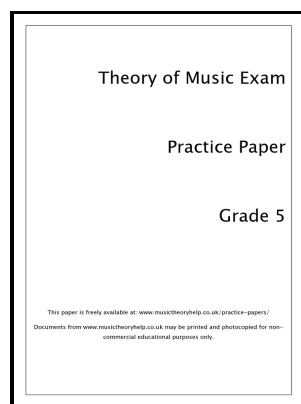 Theory of Music Exam
Practice Paper
Grade 5
This paper is freely available at: www.musictheoryhelp.co.uk/practice-papers/
Documents from www.musictheoryhelp.co.uk may be printed and photocopied for non-
commercial educational purposes only.